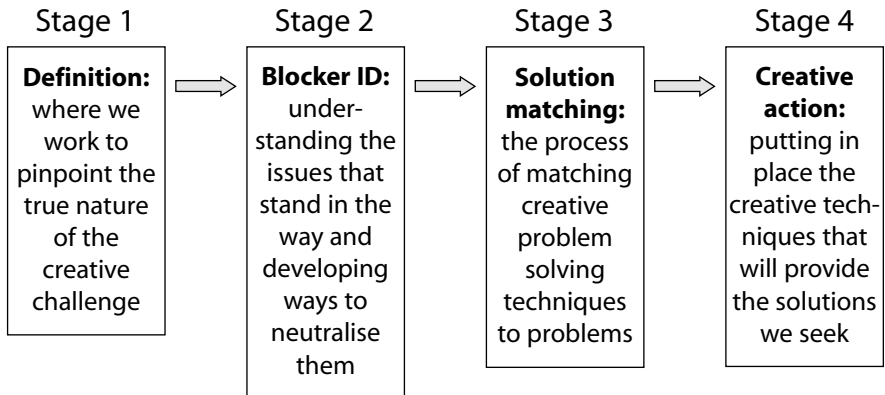 Stage 1
Definition:
where we
work to
pinpoint the
true nature
of the
creative
challenge
Stage 2
Blocker ID:
under-
standing the
issues that
stand in the
way and
developing
ways to
neutralise
them
Stage 3
Solution
matching:
the process
of matching
creative
problem
solving
techniques
to problems
Stage 4
Creative
action:
putting in
place the
creative tech-
niques that
will provide
the solutions
we seek